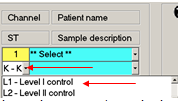 Channel Patient name
ST Sample description
1 ** Select **
K - K
L1 - Level I control
L2 - Level II control